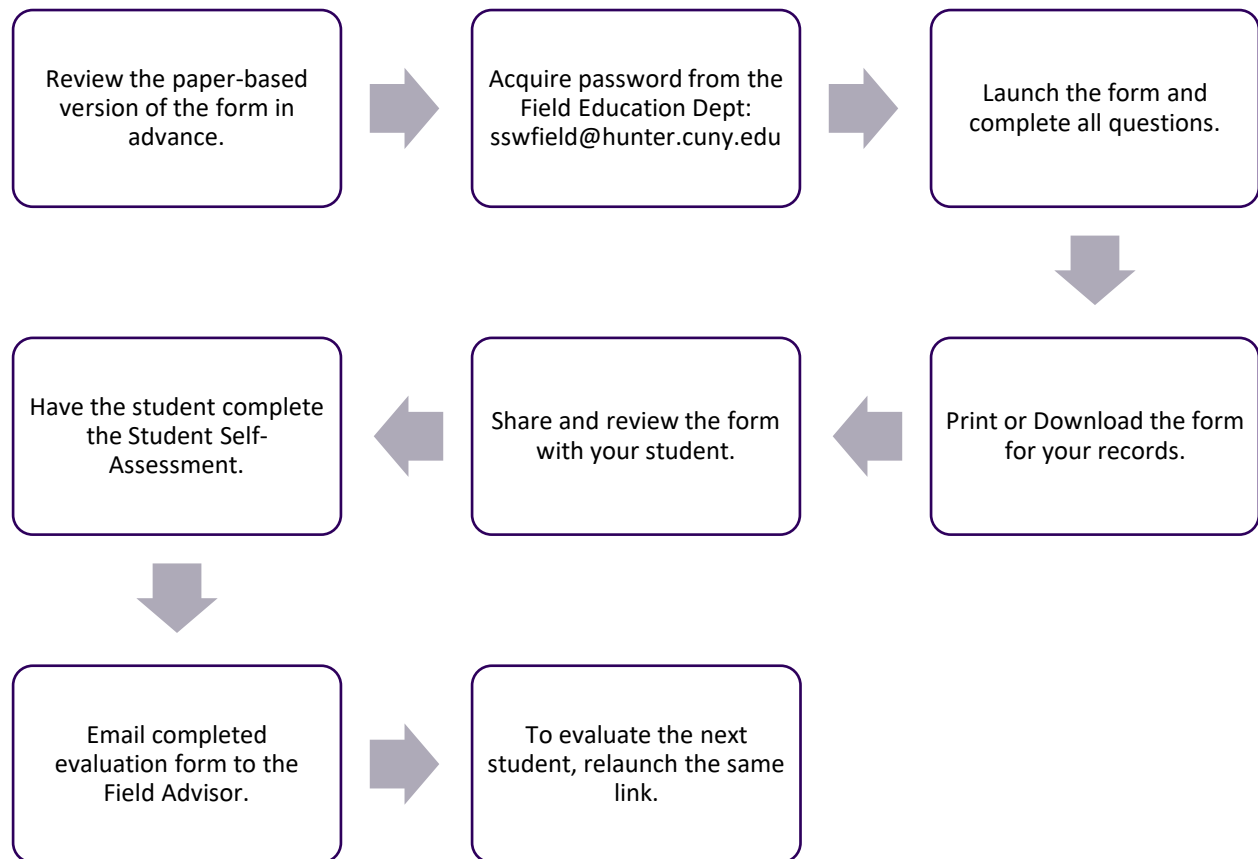 Review the paper-based
version of the form in
advance.
Acquire password from the
Field Education Dept:
sswfield@hunter.cuny.edu
Launch the form and
complete all questions.
Print or Download the form
for your records.
Share and review the form
with your student.
Have the student complete
the Student Self-
Assessment.
Email completed
evaluation form to the
Field Advisor.
To evaluate the next
student, relaunch the same
link.